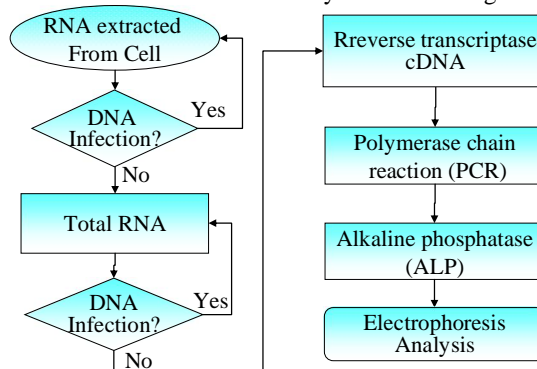 RNA extracted
From Cell
DNA
Infection?
Yes
No
Total RNA
DNA
Infection?
Yes
No
Rreverse transcriptase
cDNA
Polymerase chain
reaction (PCR)
Alkaline phosphatase
(ALP)
Electrophoresis
Analysis